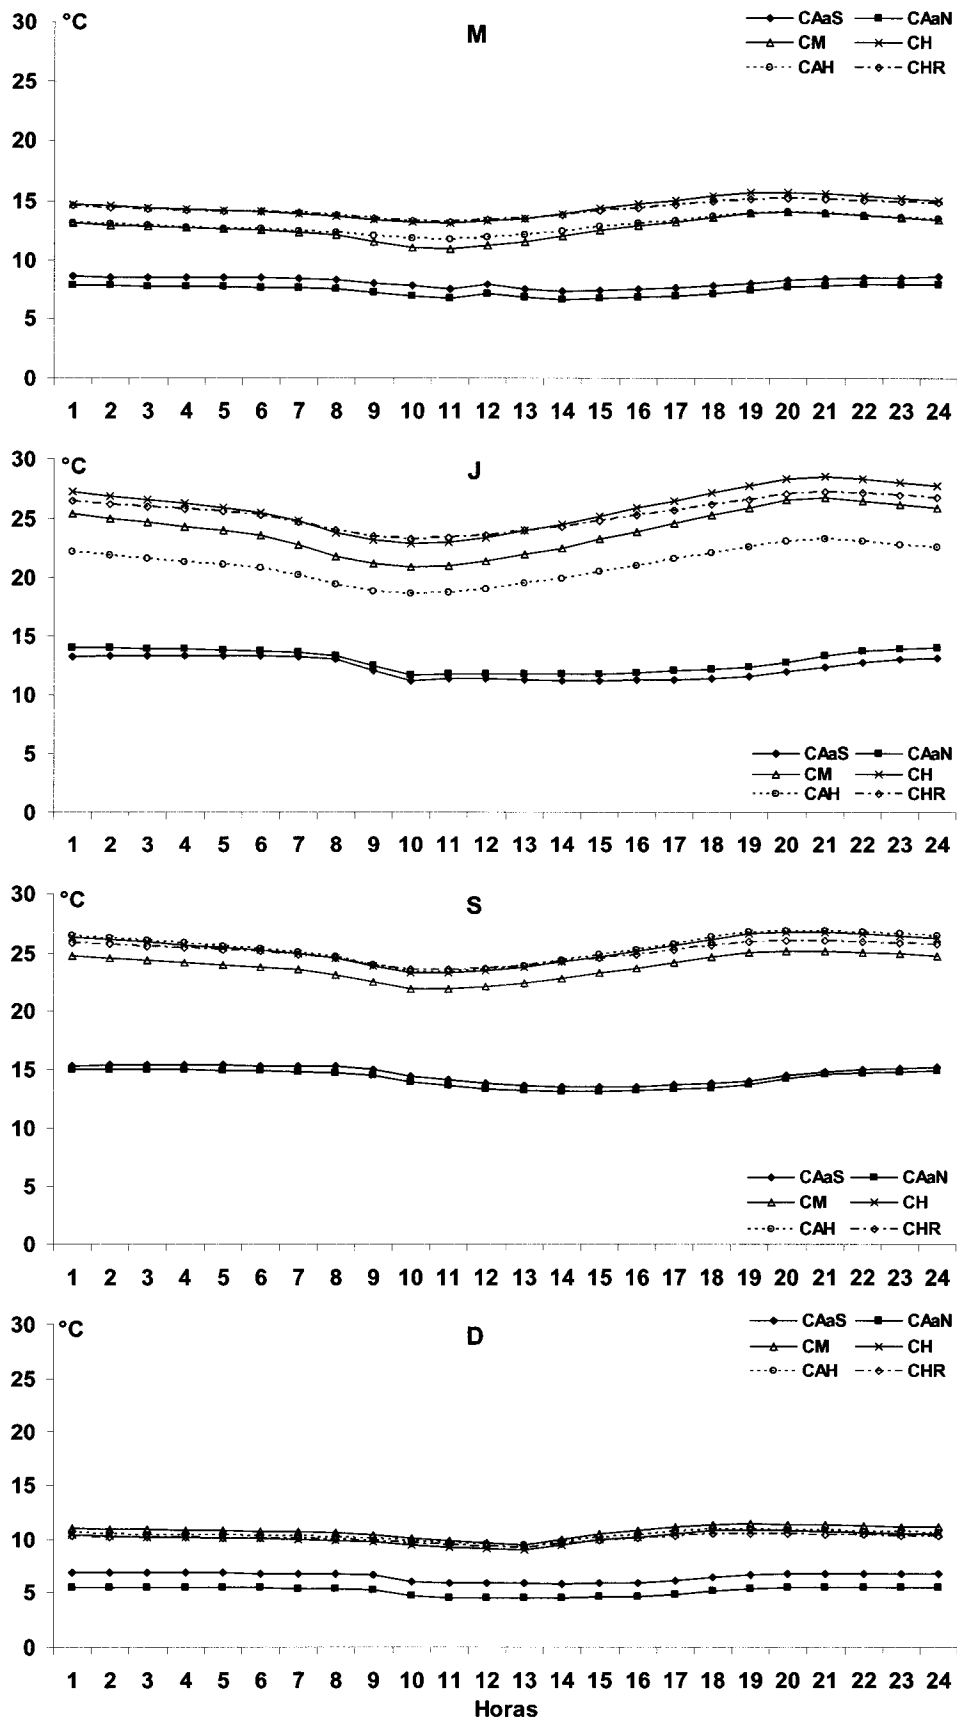 30 °C M CAaS CAaN
CM CH
25 CAH CHR
20
15
10
5
0
1 2 3 4 5 6 7 8 9 10 11 12 13 14 15 16 17 18 19 20 21 22 23 24
30 °C J
25
20
15
10
5 CAaS CAaN
CM CH
CAH CHR
0
1 2 3 4 5 6 7 8 9 10 11 12 13 14 15 16 17 18 19 20 21 22 23 24
30 °C S
25
20
15
10
5 CAaS CAaN
CM CH
CAH CHR
0
1 2 3 4 5 6 7 8 9 10 11 12 13 14 15 16 17 18 19 20 21 22 23 24
30 °C D CAaS CAaN
CM CH
25 CAH CHR
20
15
10
5
0
1 2 3 4 5 6 7 8 9 10 11 12 13 14 15 16 17 18 19 20 21 22 23 24
Horas